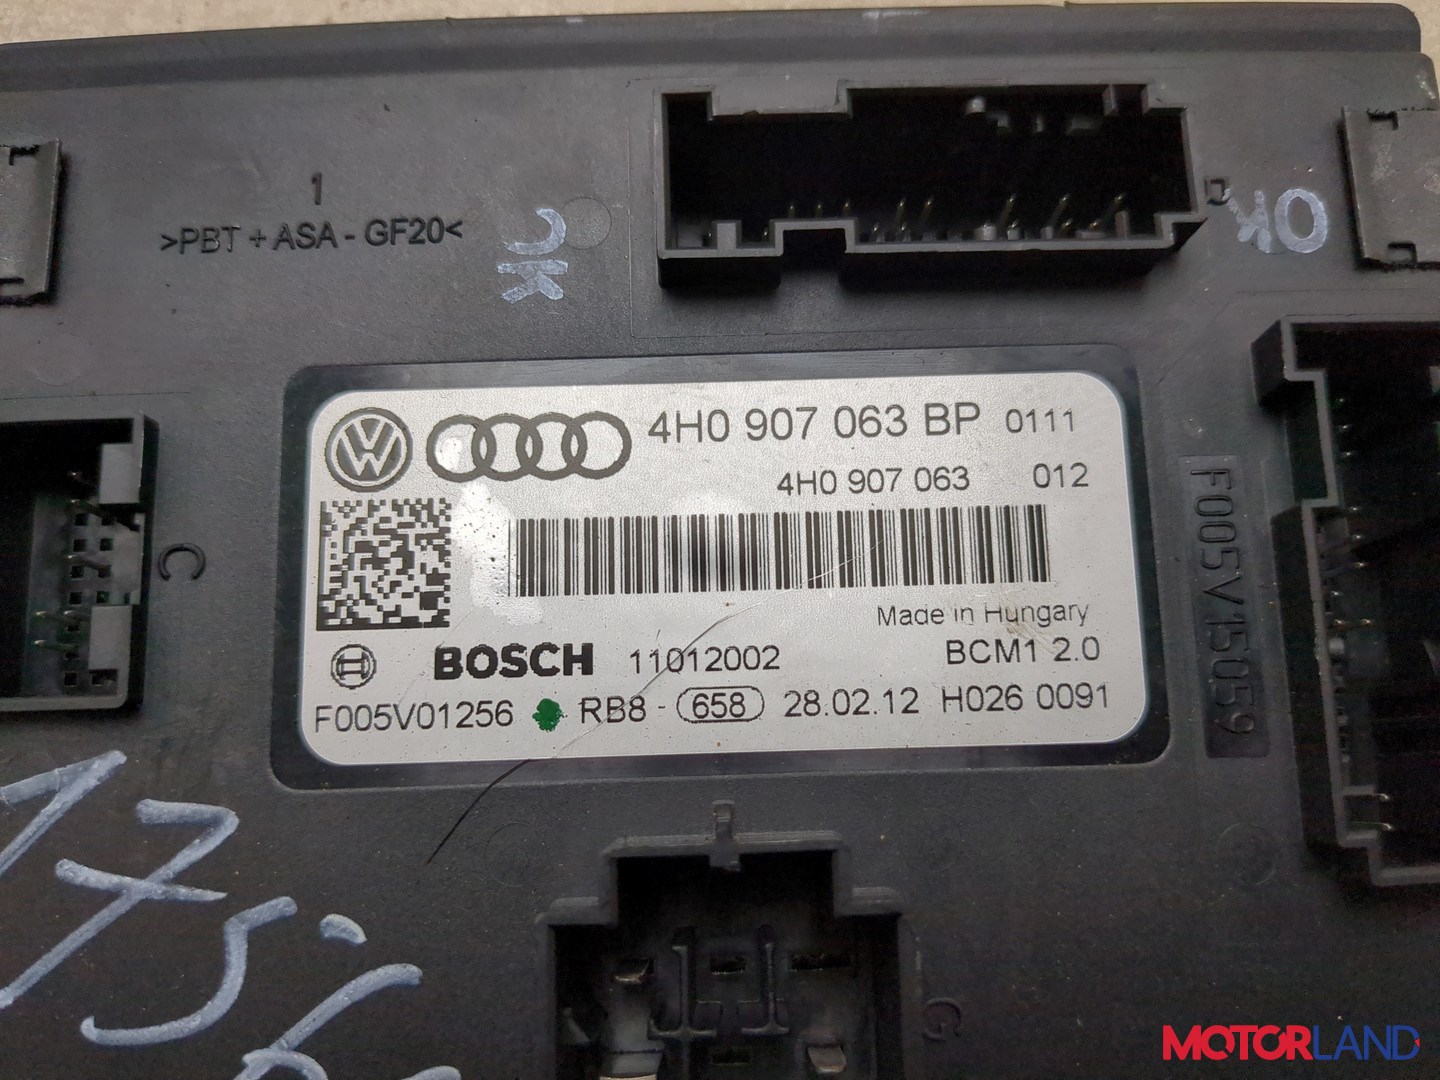 1
>PBT + ASA - GF20<
OK
D
OK
4H0 907 063 BP 0111
4H0 907 063 012
C
Made in Hungary
BOSCH 11012002 BCM1 2.0
F005V01256 RB8 - 658 28.02.12 H026 0091
F005V15059
G
MOTORLAND